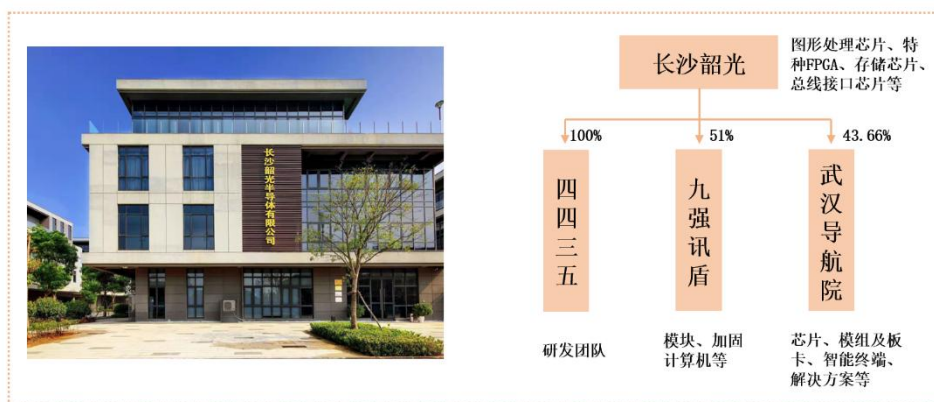 长沙韶光半导体有限公司
长沙韶光
图形处理芯片、特
种FPGA、存储芯片、
总线接口芯片等
100%
51%
43.66%
四四三五
九强讯盾
武汉导航院
研发团队
模块、加固
计算机等
芯片、模组及板
卡、智能终端、
解决方案等